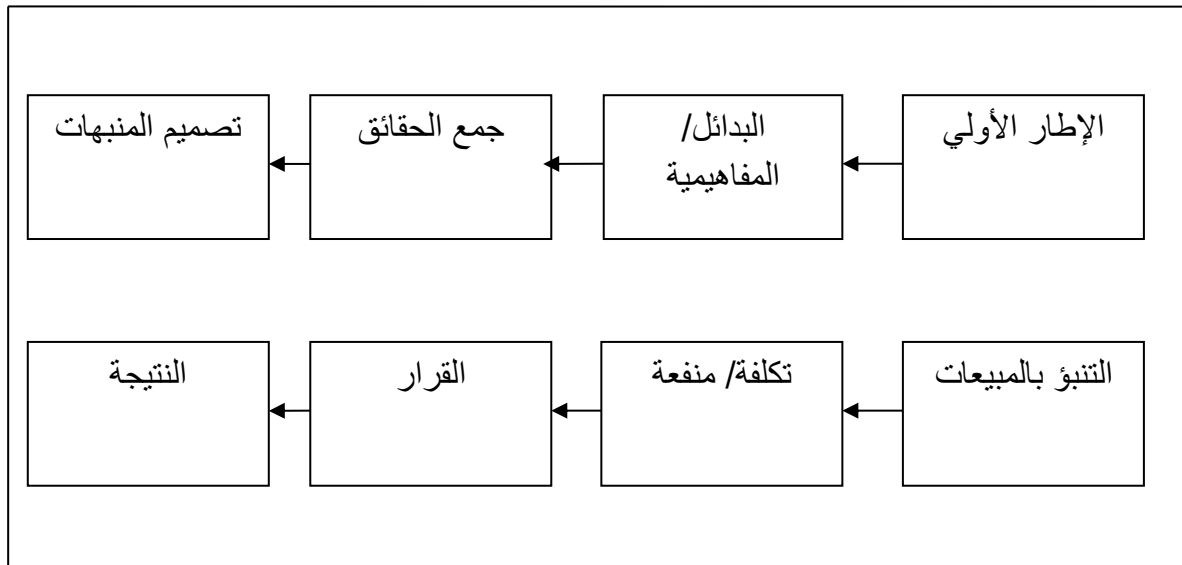 الإطار الأولي
البدائل/
المفاهيمية
جمع الحقائق
تصميم المنبهات
التنبؤ بالمبيعات
تكلفة/ منفعة
القرار
النتيجة